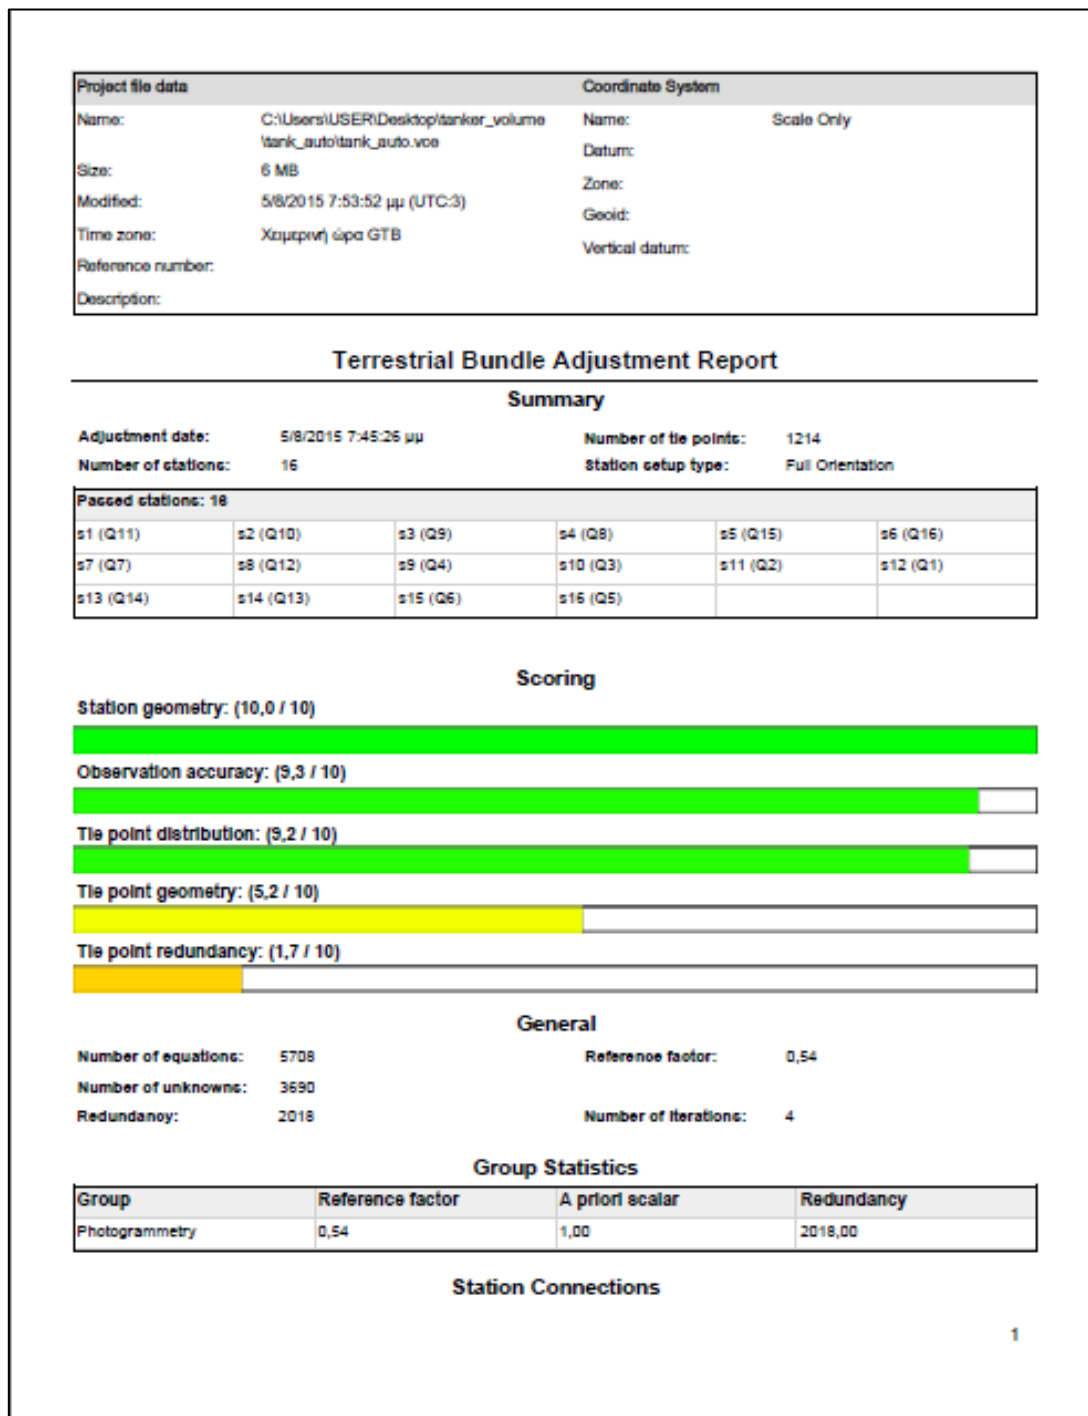 Project file data Coordinate System
Name: C:\Users\USER\Desktop\tanker_volume Name: Scale Only
\tank_auto\tank_auto.vce Datum:
Size: 6 MB Zone:
Modified: 5/8/2015 7:53:52 μμ (UTC:3) Geoid:
Time zone: Χειμερινή ώρα GTB Vertical datum:
Reference number:
Description:
Terrestrial Bundle Adjustment Report
Summary
Adjustment date: 5/8/2015 7:45:26 μμ Number of tie points: 1214
Number of stations: 16 Station setup type: Full Orientation
Passed stations: 16
s1 (Q11) s2 (Q10) s3 (Q9) s4 (Q8) s5 (Q15) s6 (Q16)
s7 (Q7) s8 (Q12) s9 (Q4) s10 (Q3) s11 (Q2) s12 (Q1)
s13 (Q14) s14 (Q13) s15 (Q6) s16 (Q5)
Scoring
Station geometry: (10,0 / 10)
Observation accuracy: (9,3 / 10)
Tie point distribution: (9,2 / 10)
Tie point geometry: (5,2 / 10)
Tie point redundancy: (1,7 / 10)
General
Number of equations: 5708 Reference factor: 0,54
Number of unknowns: 3690
Redundancy: 2018 Number of iterations: 4
Group Statistics
Group Reference factor A priori scalar Redundancy
Photogrammetry 0,54 1,00 2018,00
Station Connections
1